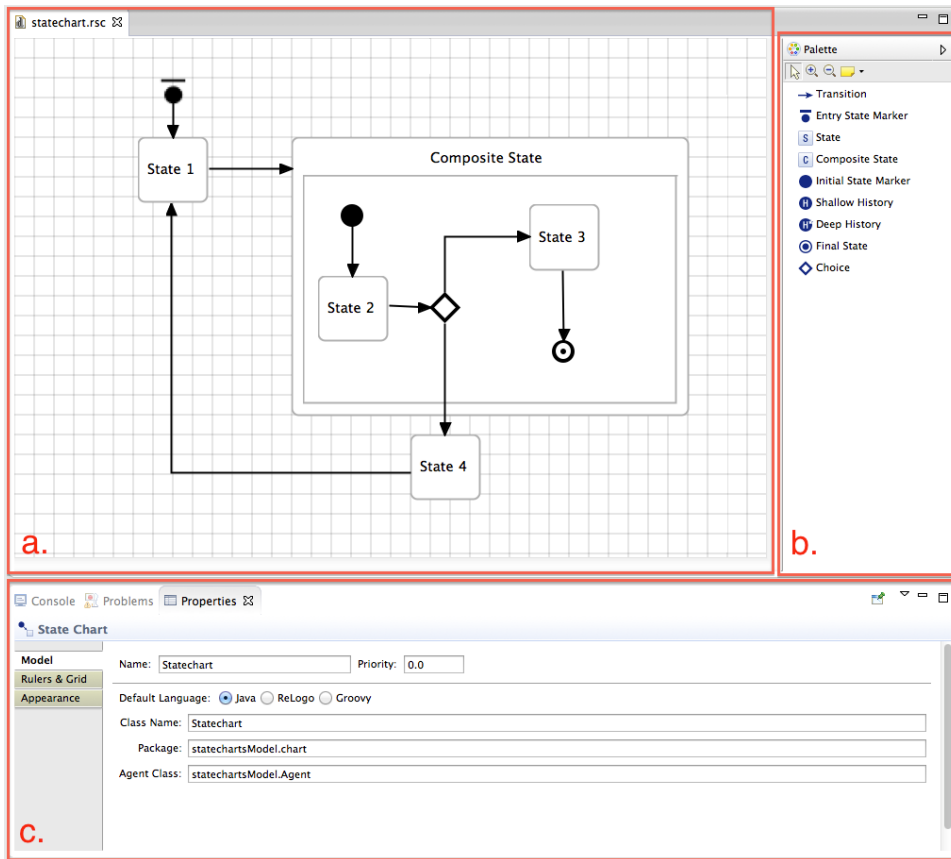 statechart.rsc
Palette
Transition
Entry State Marker
S State
C Composite State
Initial State Marker
H Shallow History
H* Deep History
Final State
Choice
State 1
Composite State
State 3
State 2
State 4
a.
b.
Console Problems Properties
State Chart
Model
Rulers & Grid
Appearance
Name: Statechart Priority: 0.0
Default Language: Java ReLogo Groovy
Class Name: Statechart
Package: statechartsModel.chart
Agent Class: statechartsModel.Agent
c.